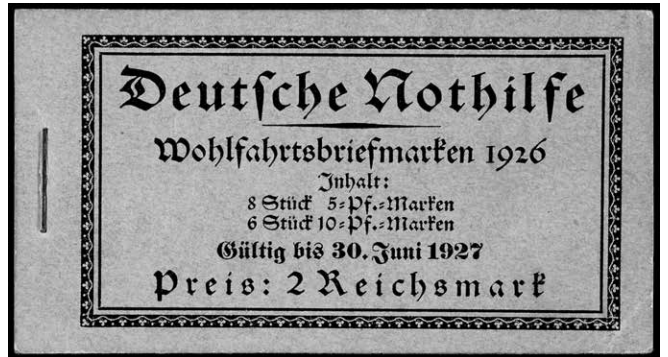 Deutsche Nothilfe
Wohlfahrtsbriefmarken 1926
Inhalt:
8 Stück 5-Pf.-Marken
6 Stück 10-Pf.-Marken
Gültig bis 30. Juni 1927
Preis: 2 Reichsmark